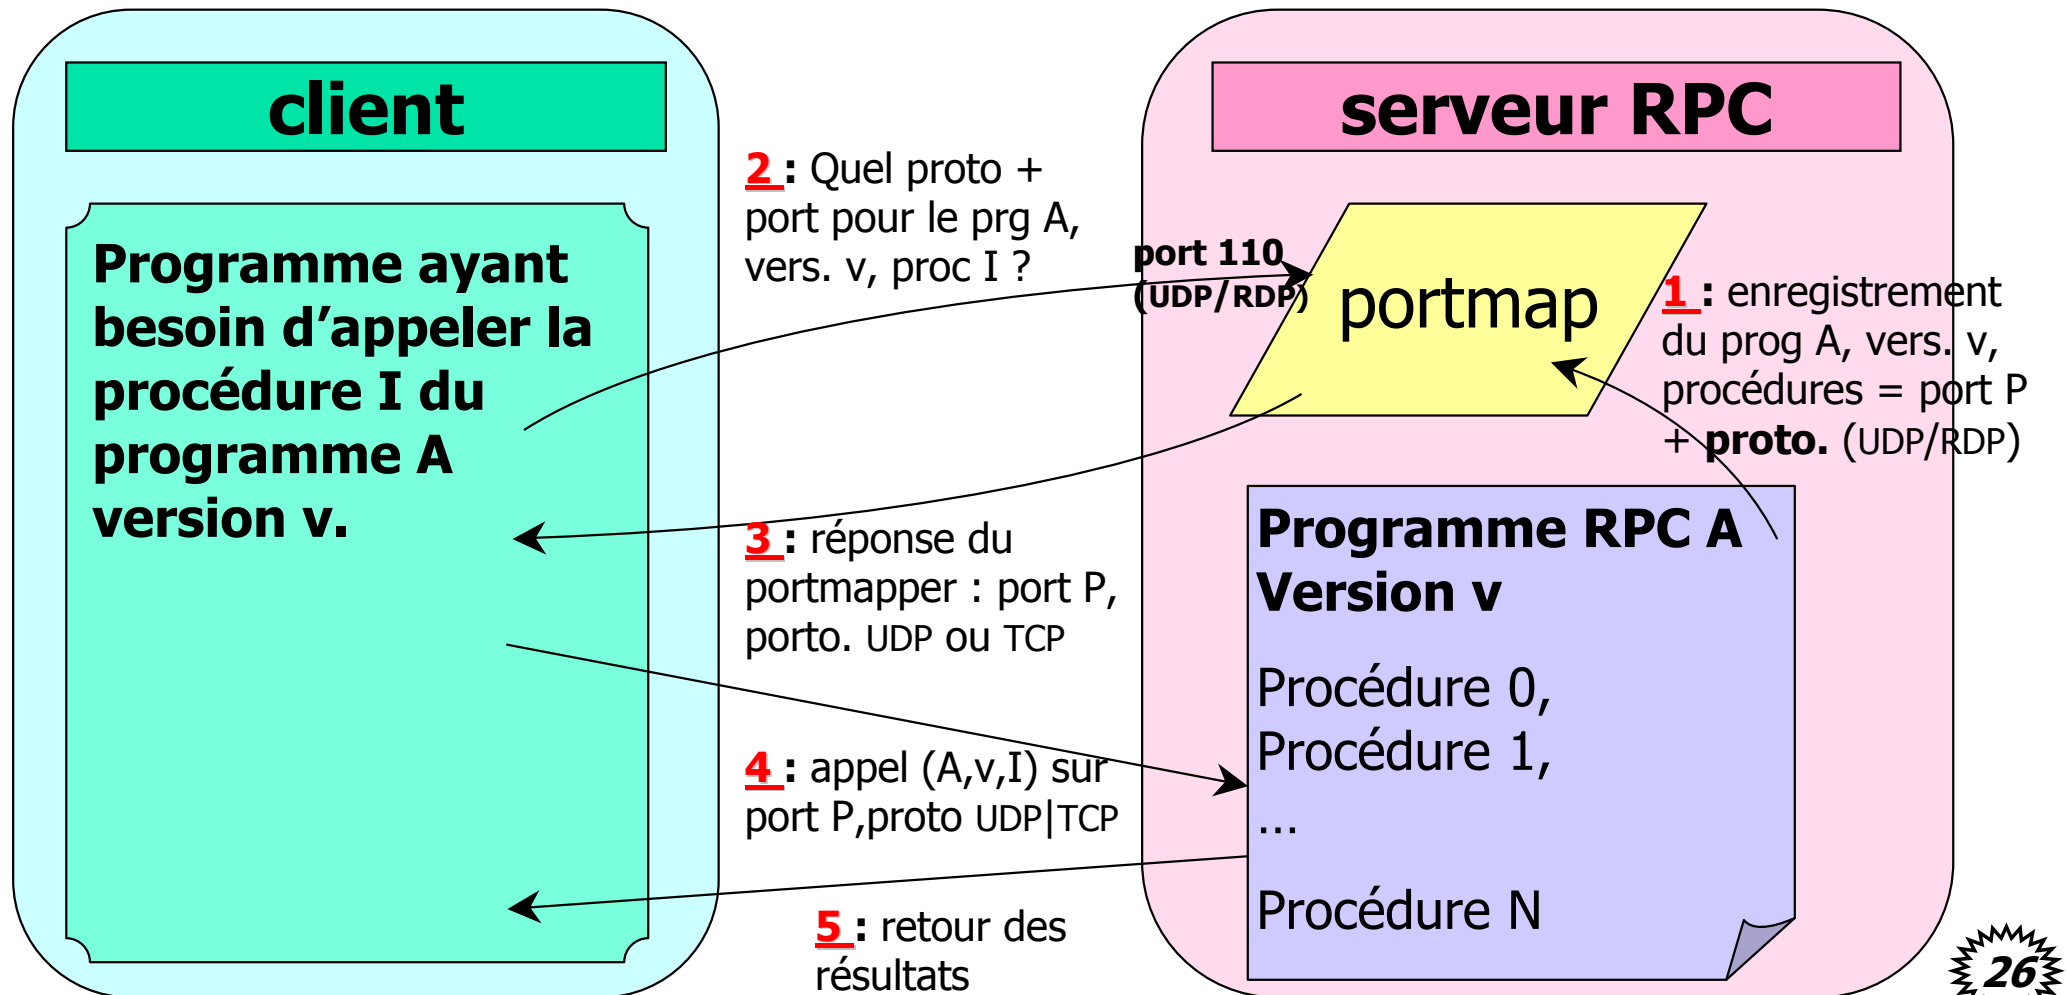 client
Programme ayant
besoin d’appeler la
procédure I du
programme A
version v.
2 : Quel proto +
port pour le prg A,
vers. v, proc I ?
3 : réponse du
portmapper : port P,
porto. UDP ou TCP
4 : appel (A,v,I) sur
port P,proto UDP|TCP
5 : retour des
résultats
serveur RPC
port 110
(UDP/RDP)
portmap
1 : enregistrement
du prog A, vers. v,
procédures = port P
+ proto. (UDP/RDP)
Programme RPC A
Version v
Procédure 0,
Procédure 1,
...
Procédure N
26